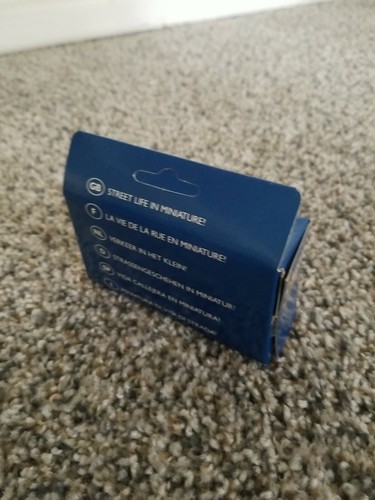 GB STREET LIFE IN MINIATURE!
F LA VIE DE LA RUE EN MINIATURE!
NL VERKEER IN HET KLEIN!
D STRASSENGESCHEHEN IN MINIATUR!
VIDA CALLEJERA EN MINIATURA!